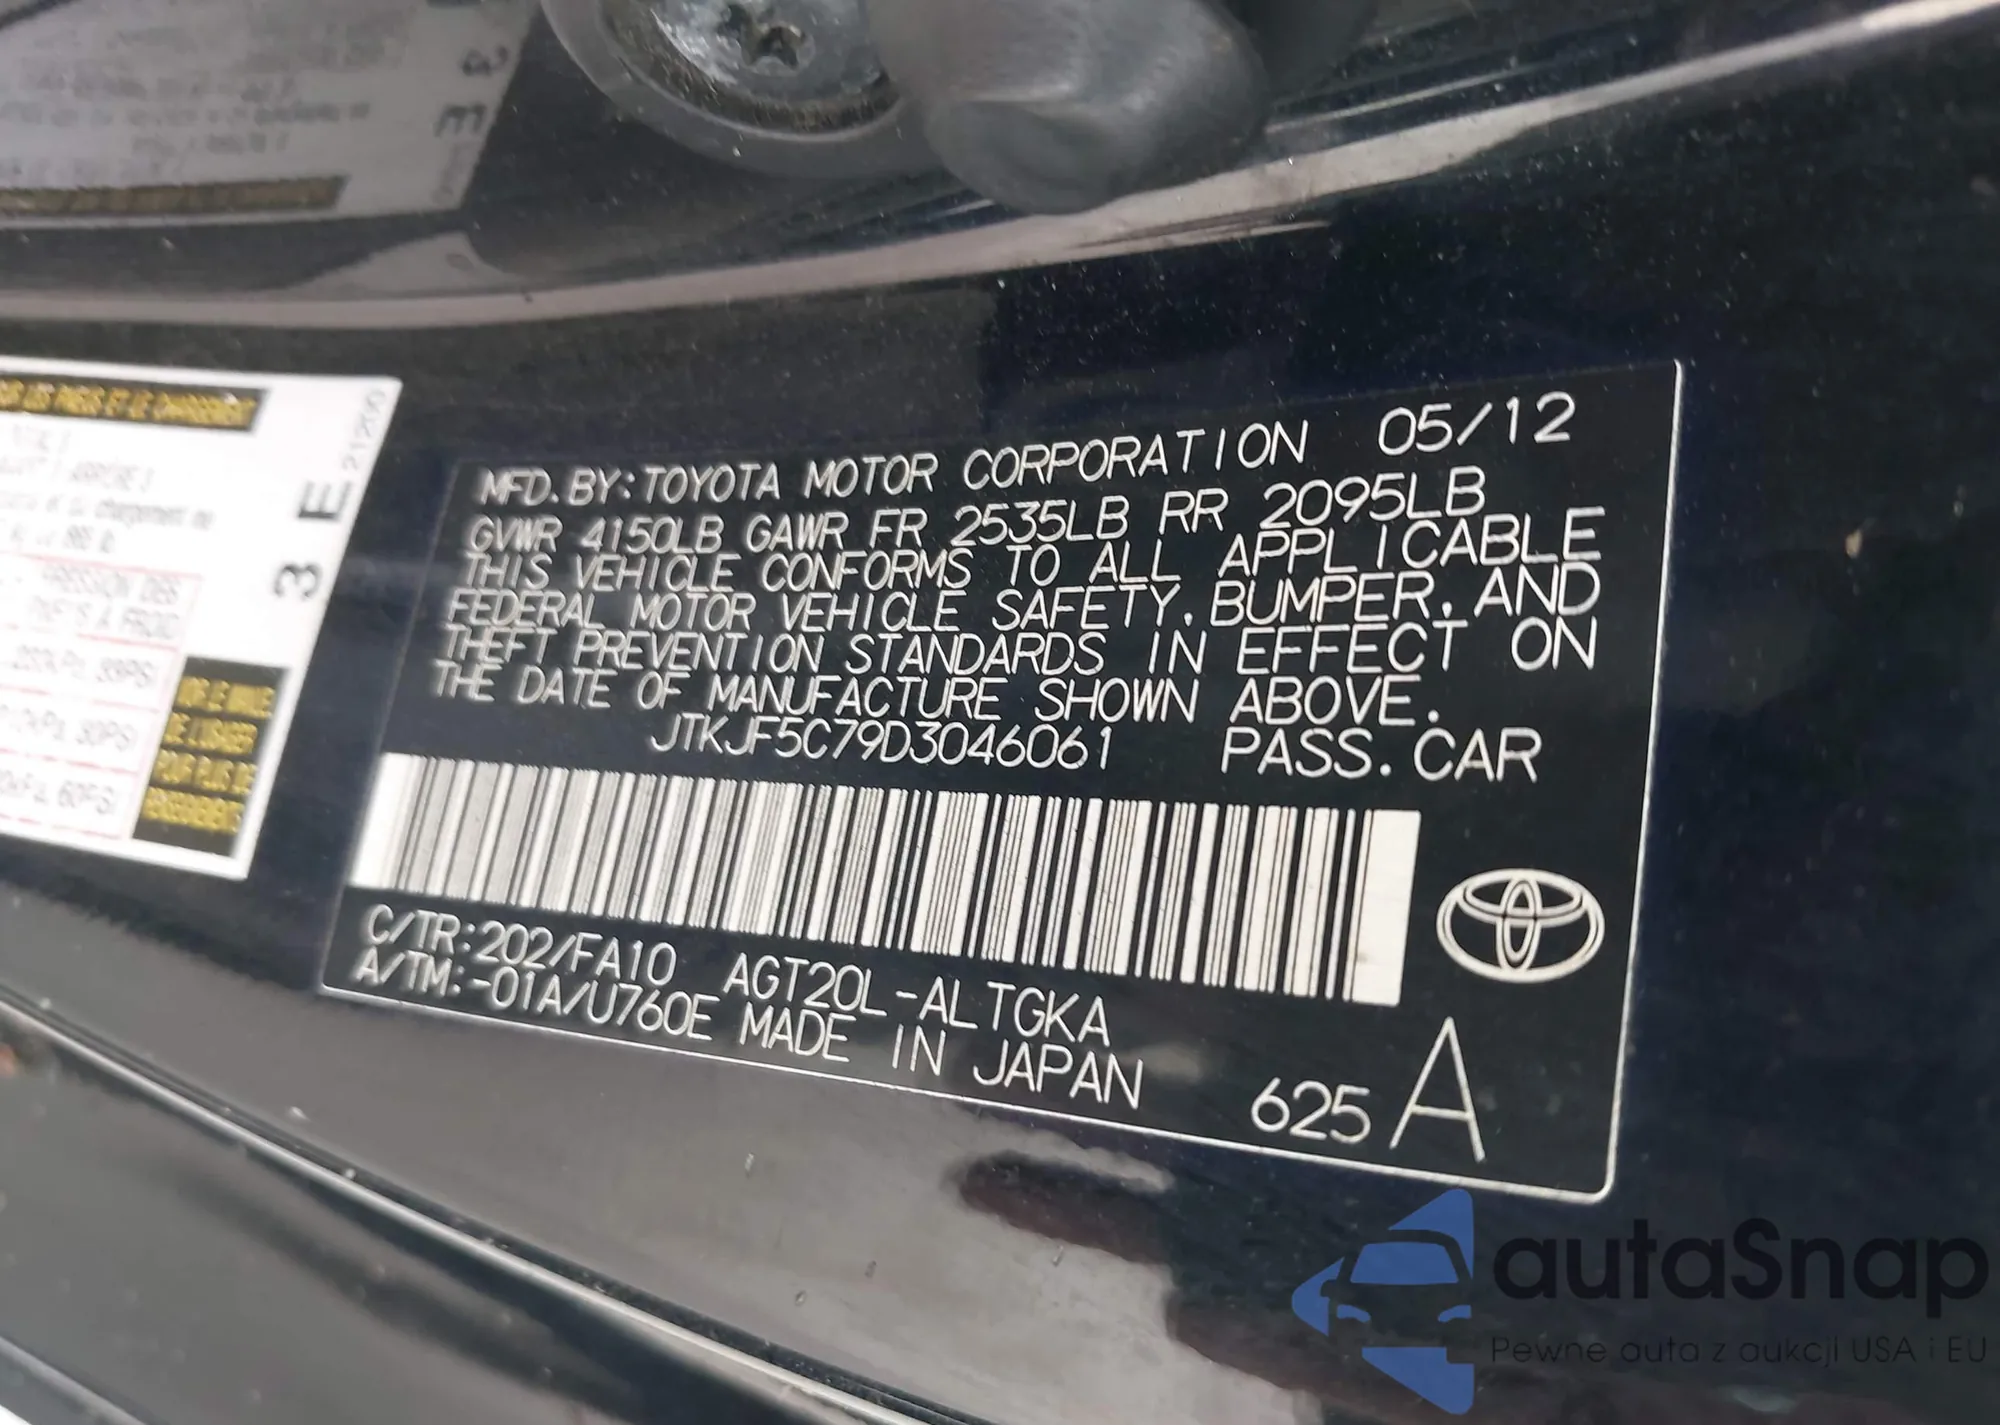 3 E 21200
MFD. BY: TOYOTA MOTOR CORPORATION 05/12
GVWR 4150LB GAWR FR 2535LB RR 2095LB
THIS VEHICLE CONFORMS TO ALL APPLICABLE
FEDERAL MOTOR VEHICLE SAFETY, BUMPER, AND
THEFT PREVENTION STANDARDS IN EFFECT ON
THE DATE OF MANUFACTURE SHOWN ABOVE.
JTKJF5C79D3046061 PASS. CAR
C/TR:202/FA10 AGT20L-ALTGKA
A/TM:-01A/U760E MADE IN JAPAN
625 A
autaSnap
Pewne auta z aukcji USA i EU